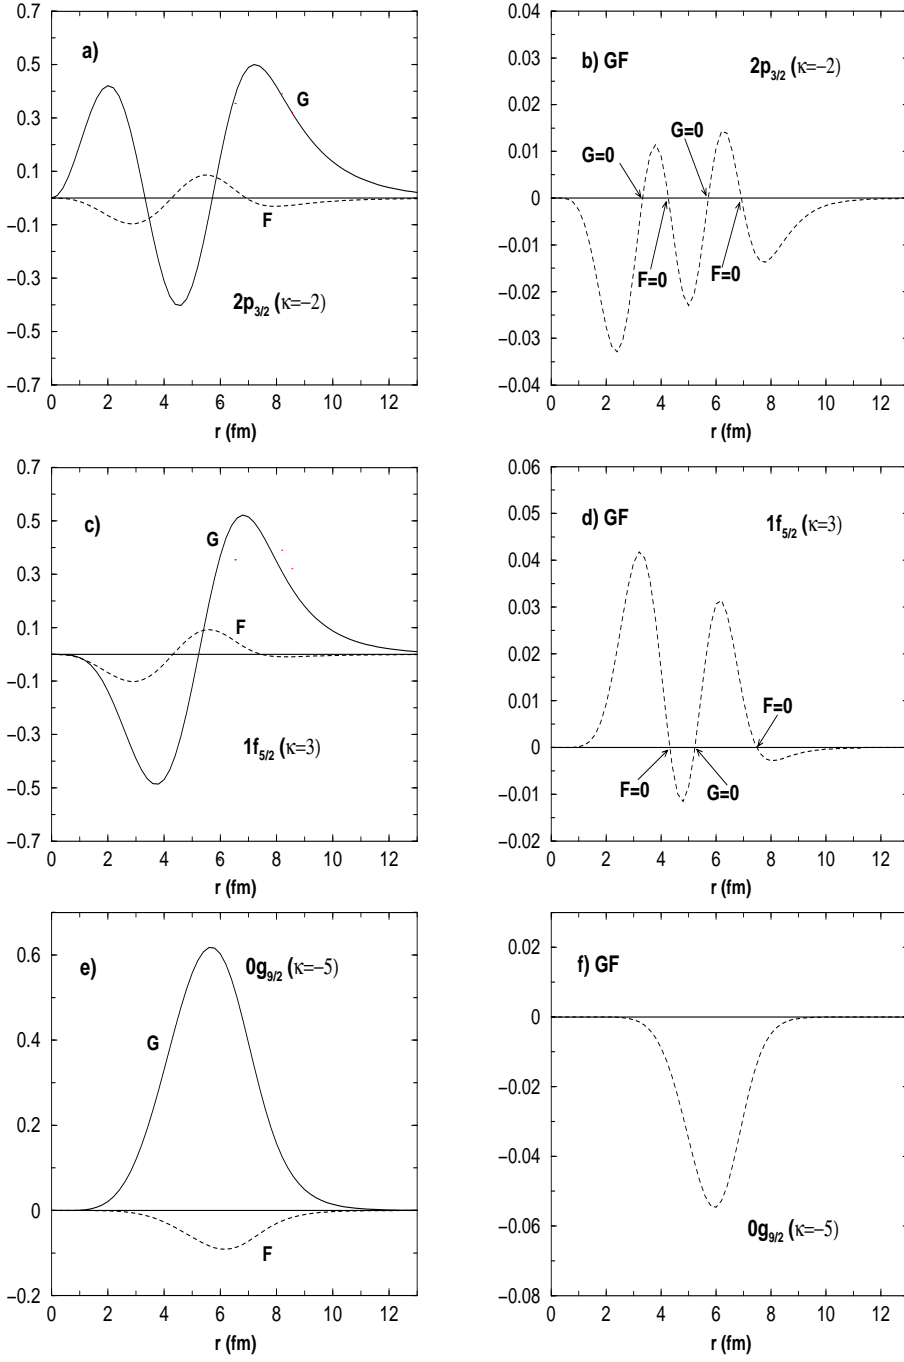 a)
0.7
0.5
0.3
0.1
−0.1
−0.3
−0.5
−0.7
G
F
2p3/2 (κ=−2)
0 2 4 6 8 10 12
r (fm)
b) GF
2p3/2 (κ=−2)
0.04
0.03
0.02
0.01
0
−0.01
−0.02
−0.03
−0.04
G=0
G=0
F=0
F=0
0 2 4 6 8 10 12
r (fm)
c)
0.7
0.5
0.3
0.1
−0.1
−0.3
−0.5
−0.7
G
F
1f5/2 (κ=3)
0 2 4 6 8 10 12
r (fm)
d) GF
1f5/2 (κ=3)
0.06
0.05
0.04
0.03
0.02
0.01
0
−0.01
−0.02
F=0
F=0
G=0
0 2 4 6 8 10 12
r (fm)
e)
0g9/2 (κ=−5)
0.6
0.4
0.2
0
−0.2
G
F
0 2 4 6 8 10 12
r (fm)
f) GF
0.02
0
−0.02
−0.04
−0.06
−0.08
0g9/2 (κ=−5)
0 2 4 6 8 10 12
r (fm)